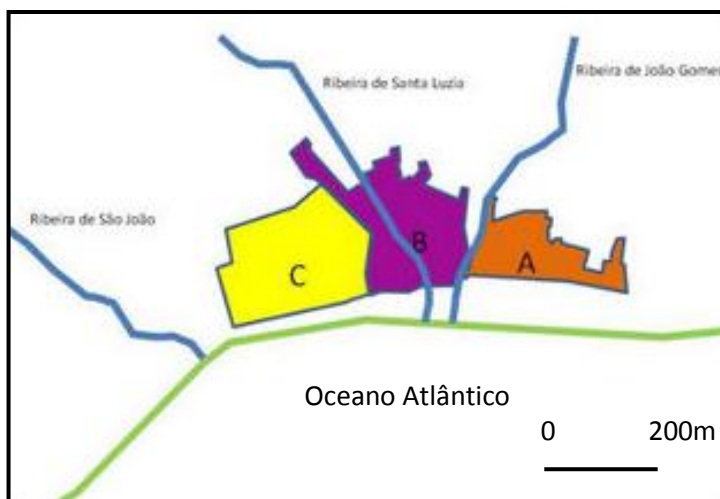 Ribeira de Santa Luzia
Ribeira de João Gomes
Ribeira de São João
B
A
C
Oceano Atlântico
0 200m